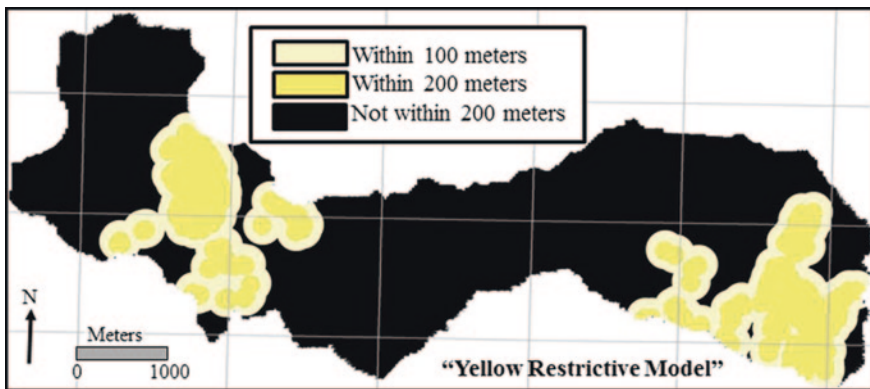 Within 100 meters
Within 200 meters
Not within 200 meters
N
Meters
0 1000
“Yellow Restrictive Model”